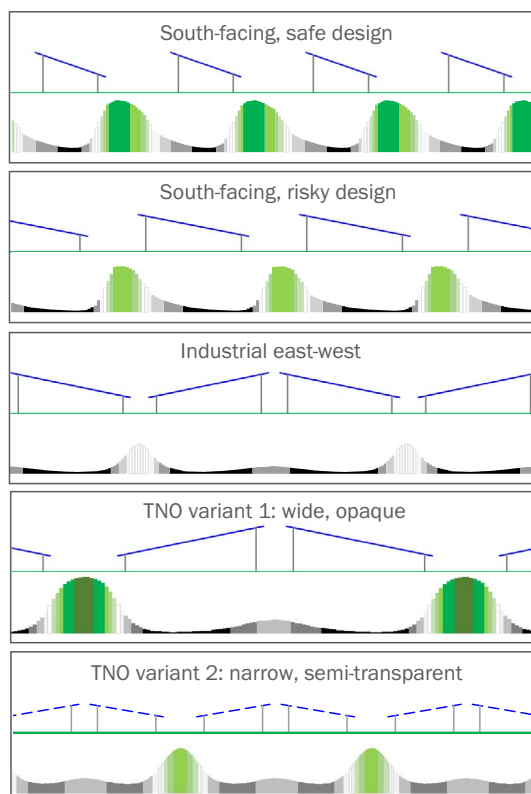 South-facing, safe design
South-facing, risky design
Industrial east-west
TNO variant 1: wide, opaque
TNO variant 2: narrow, semi-transparent